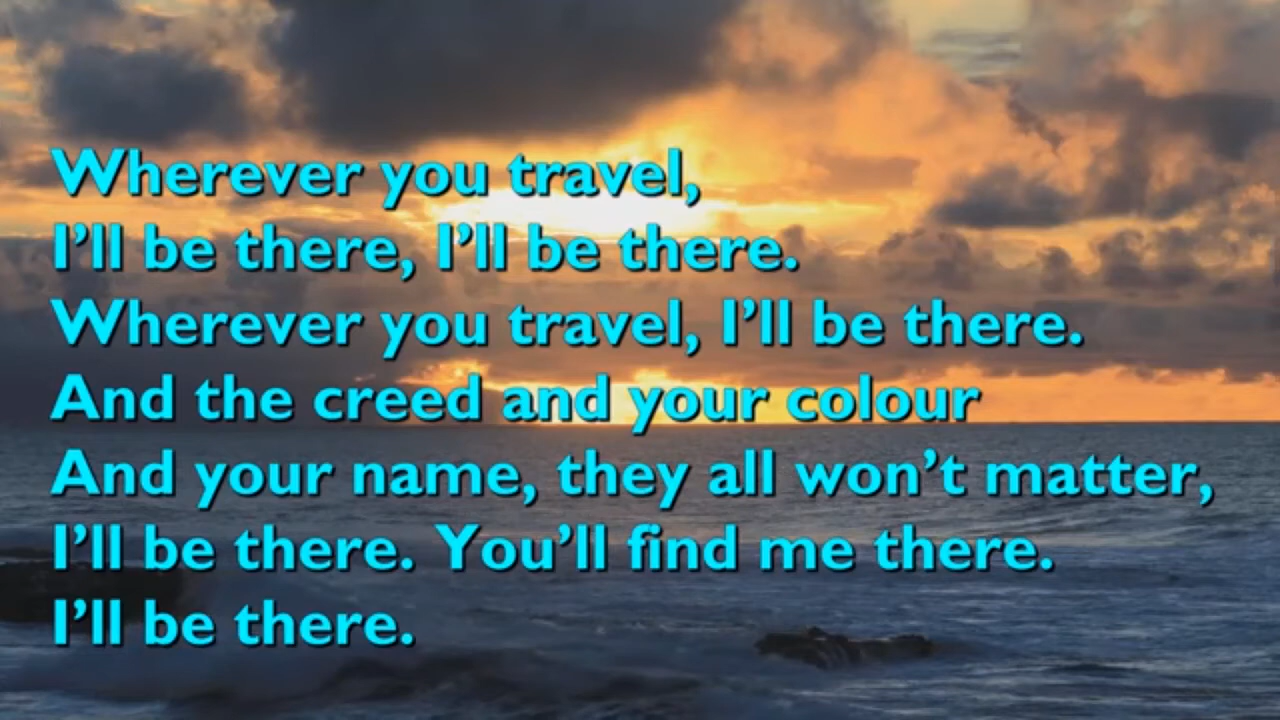 Wherever you travel,
I’ll be there, I’ll be there.
Wherever you travel, I’ll be there.
And the creed and your colour
And your name, they all won’t matter,
I’ll be there. You’ll find me there.
I’ll be there.